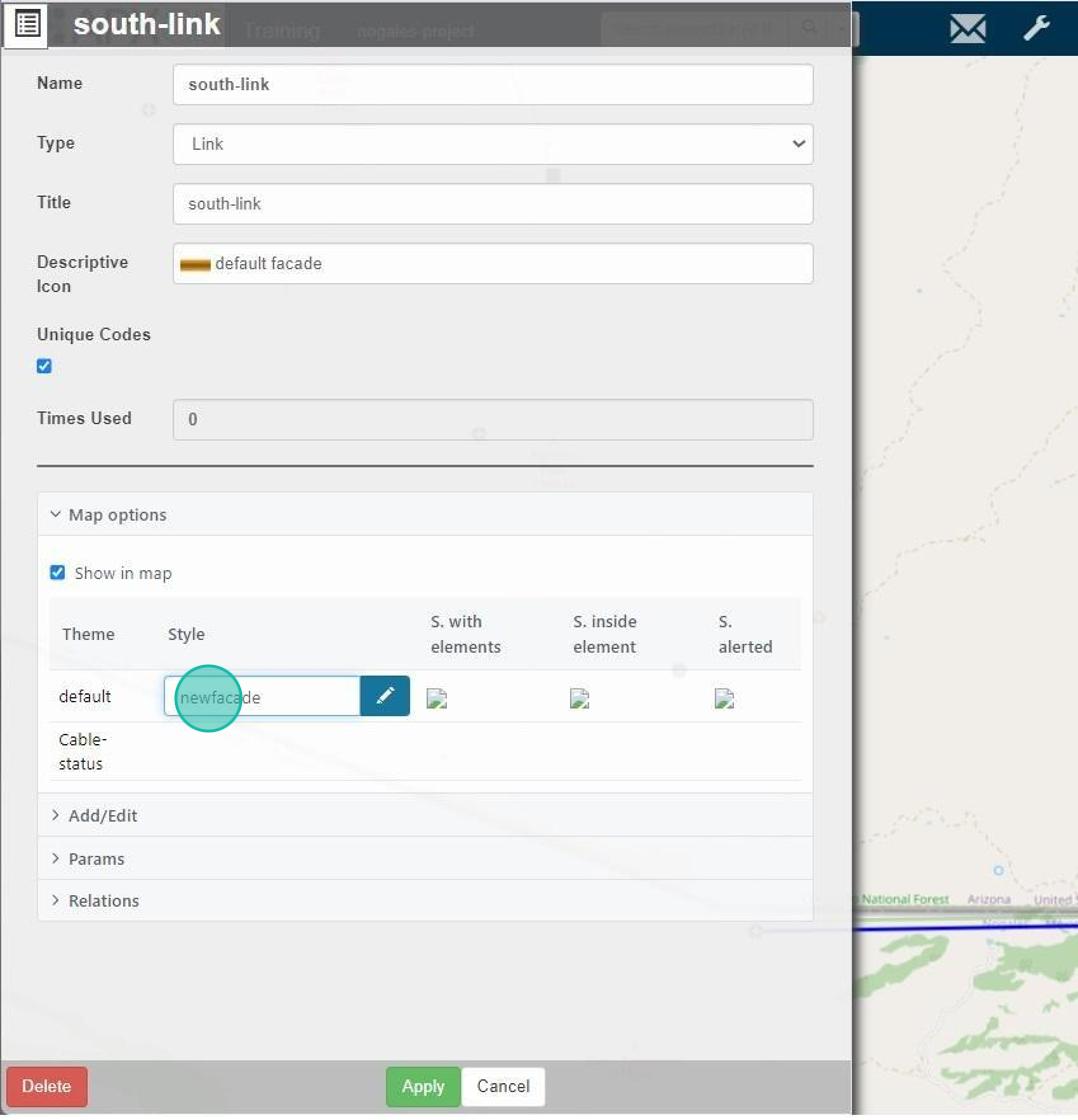 south-link
Training
nogales-project
Name
south-link
Type
Link
Title
south-link
Descriptive
Icon
default facade
Unique Codes
Times Used
0
Map options
Show in map
Theme
Style
S. with
elements
S. inside
element
S.
alerted
default
newfacade
Cable-
status
Add/Edit
Params
Relations
National Forest
Arizona
United
Nogales
Delete
Apply
Cancel